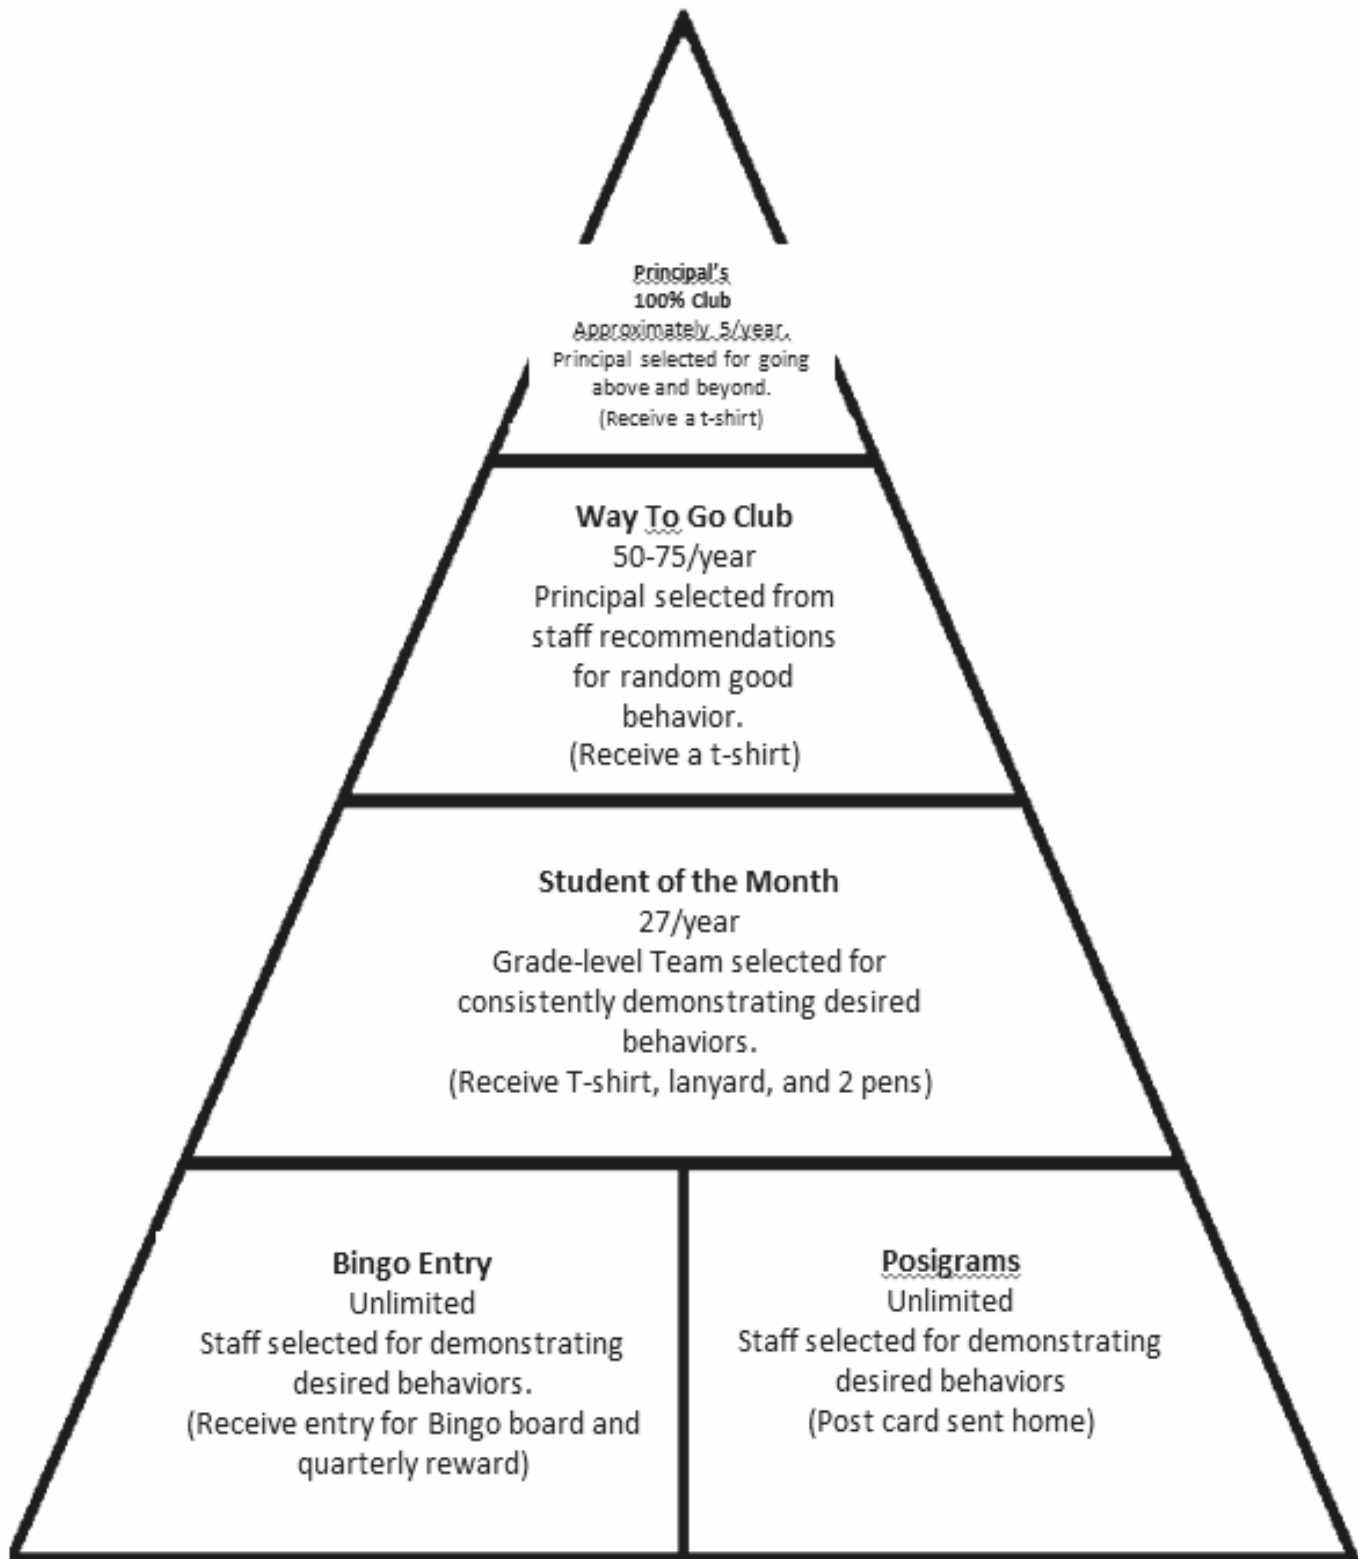 Principal's
100% Club
Approximately 5/year.
Principal selected for going
above and beyond.
(Receive a t-shirt)
Way To Go Club
50-75/year
Principal selected from
staff recommendations
for random good
behavior.
(Receive a t-shirt)
Student of the Month
27/year
Grade-level Team selected for
consistently demonstrating desired
behaviors.
(Receive T-shirt, lanyard, and 2 pens)
Bingo Entry
Unlimited
Staff selected for demonstrating
desired behaviors.
(Receive entry for Bingo board and
quarterly reward)
Posigrams
Unlimited
Staff selected for demonstrating
desired behaviors
(Post card sent home)